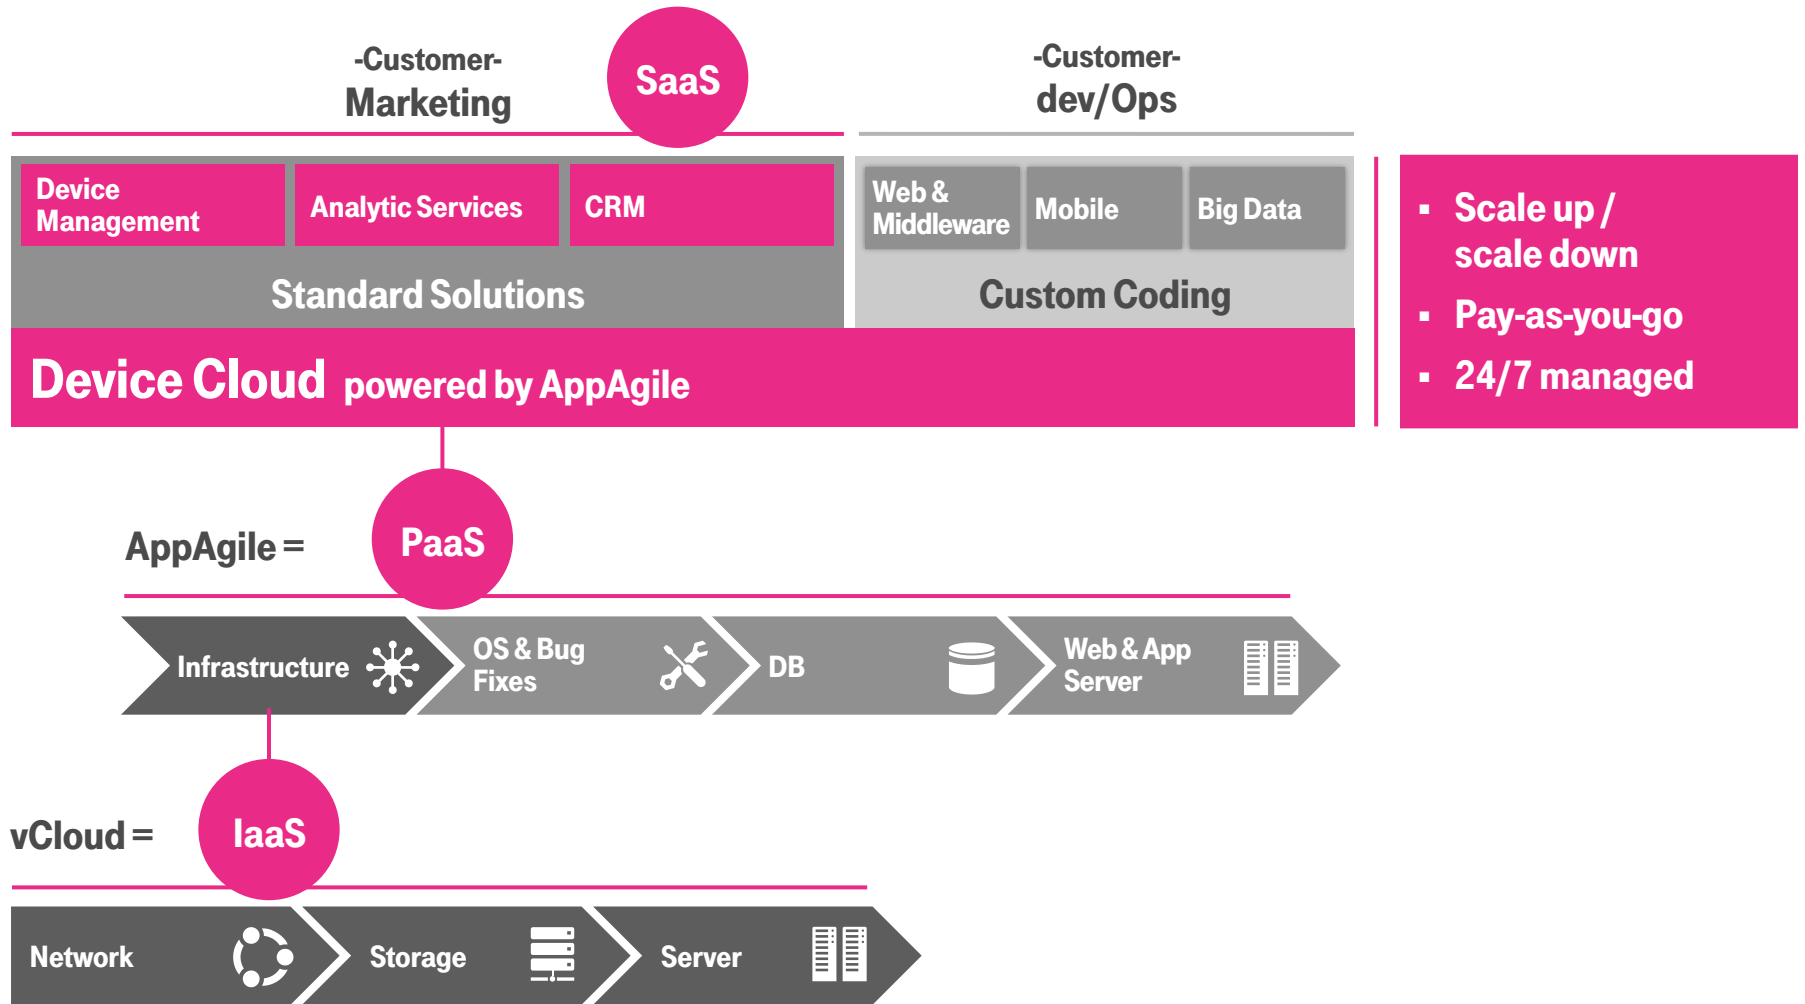 -Customer-
Marketing
SaaS
-Customer-
dev/Ops
Device
Management
Analytic Services
CRM
Standard Solutions
Web &
Middleware
Mobile
Big Data
Custom Coding
Device Cloud powered by AppAgile
▪ Scale up /
scale down
▪ Pay-as-you-go
▪ 24/7 managed
AppAgile =
PaaS
Infrastructure
OS & Bug
Fixes
DB
Web & App
Server
vCloud =
IaaS
Network
Storage
Server